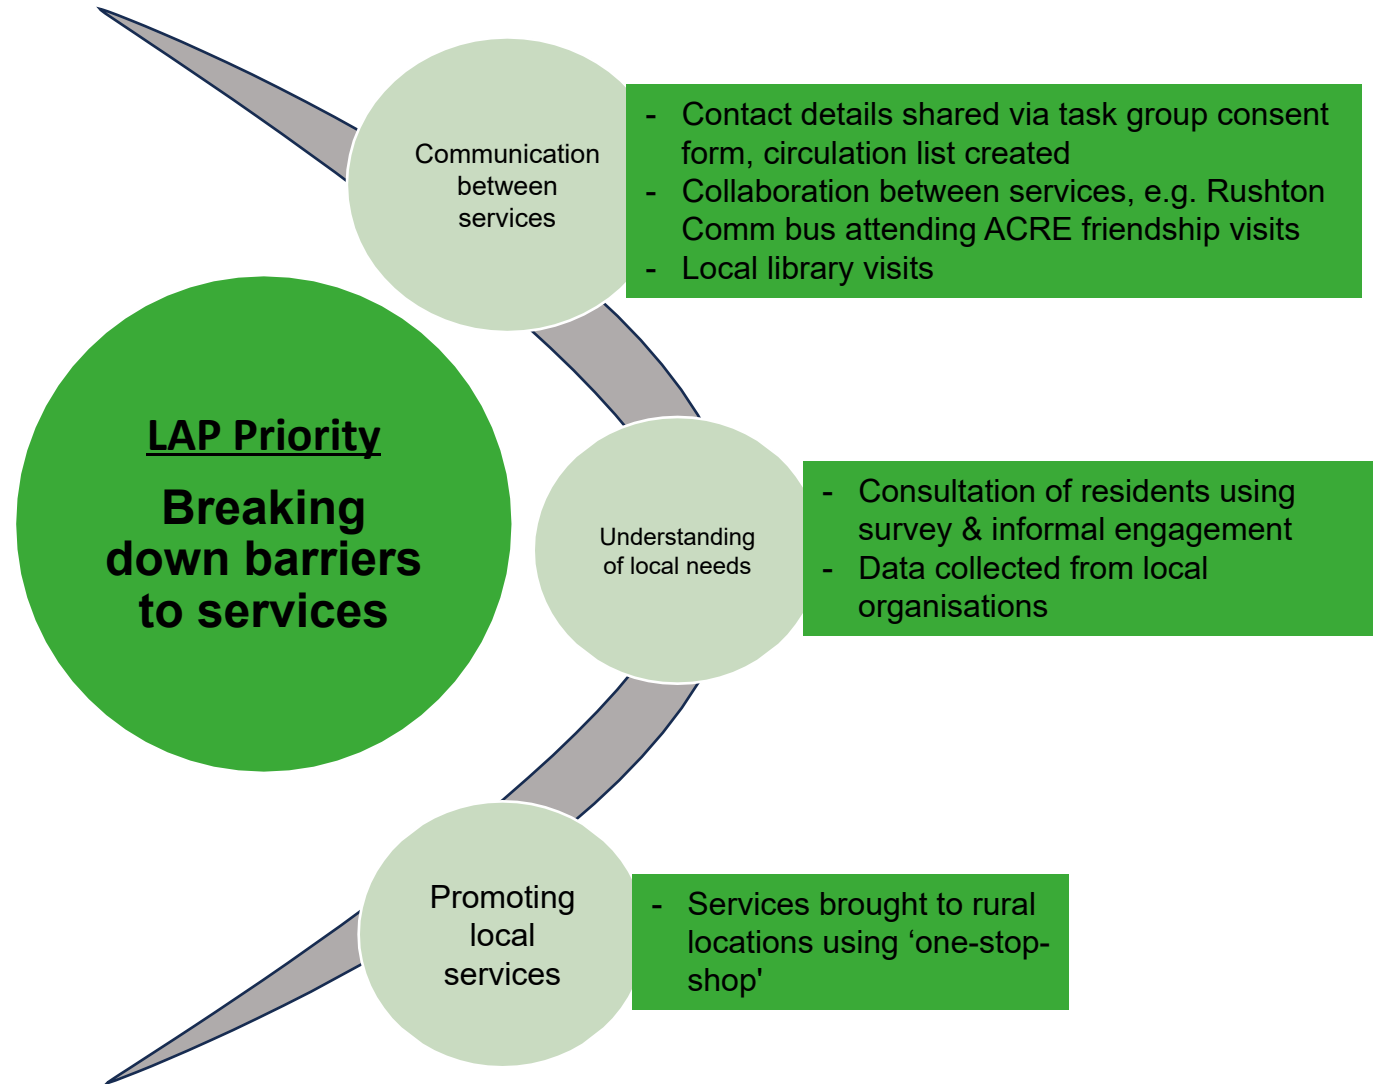 Communication
between
services
- Contact details shared via task group consent
form, circulation list created
- Collaboration between services, e.g. Rushton
Comm bus attending ACRE friendship visits
- Local library visits
LAP Priority
Breaking
down barriers
to services
Understanding
of local needs
- Consultation of residents using
survey & informal engagement
- Data collected from local
organisations
Promoting
local
services
- Services brought to rural
locations using ‘one-stop-
shop'